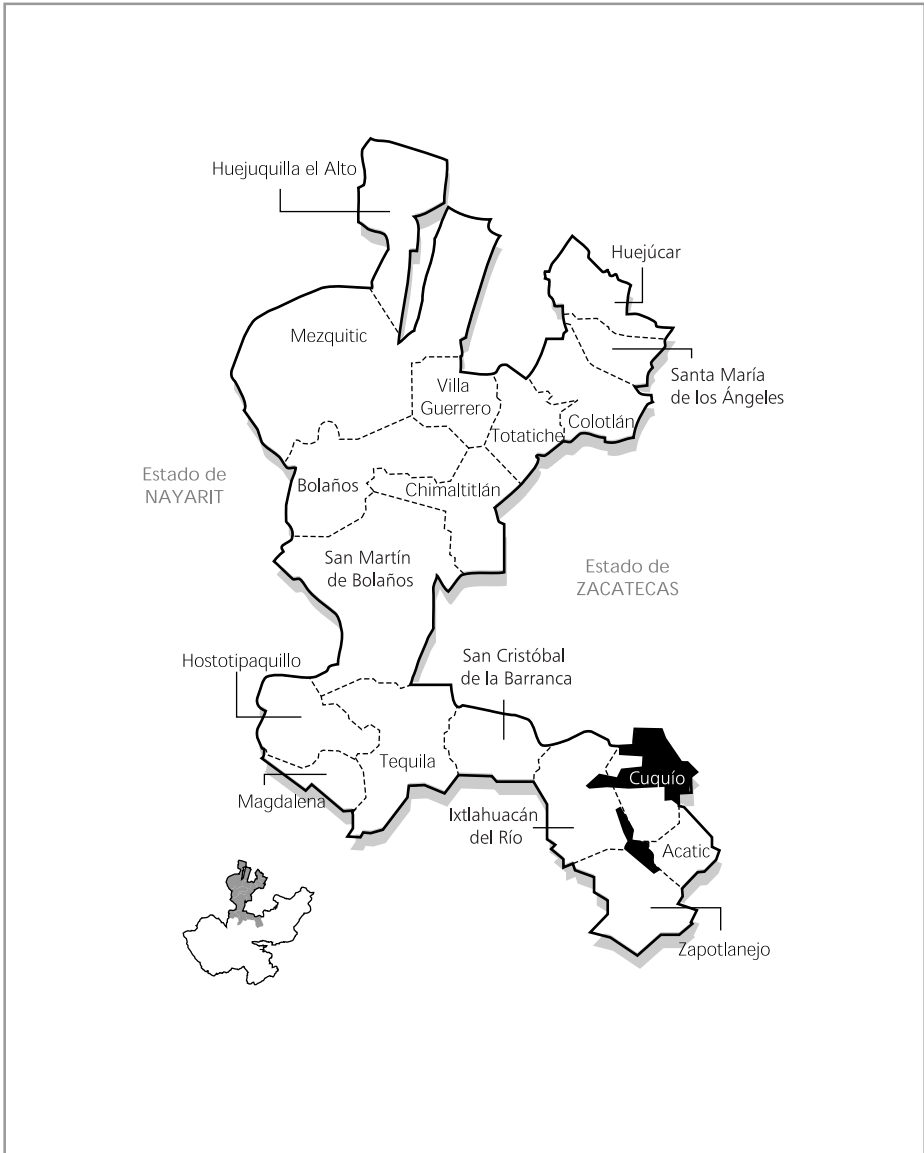 Huejuquilla el Alto
Huejúcar
Mezquitic
Santa María
de los Ángeles
Villa
Guerrero
Colotlán
Totatiche
Estado de
NAYARIT
Bolaños
Chimaltitlán
San Martín
de Bolaños
Estado de
ZACATECAS
Hostotipaquillo
San Cristóbal
de la Barranca
Tequila
Cuquío
Magdalena
Ixtlahuacán
del Río
Acatic
Zapotlanejo